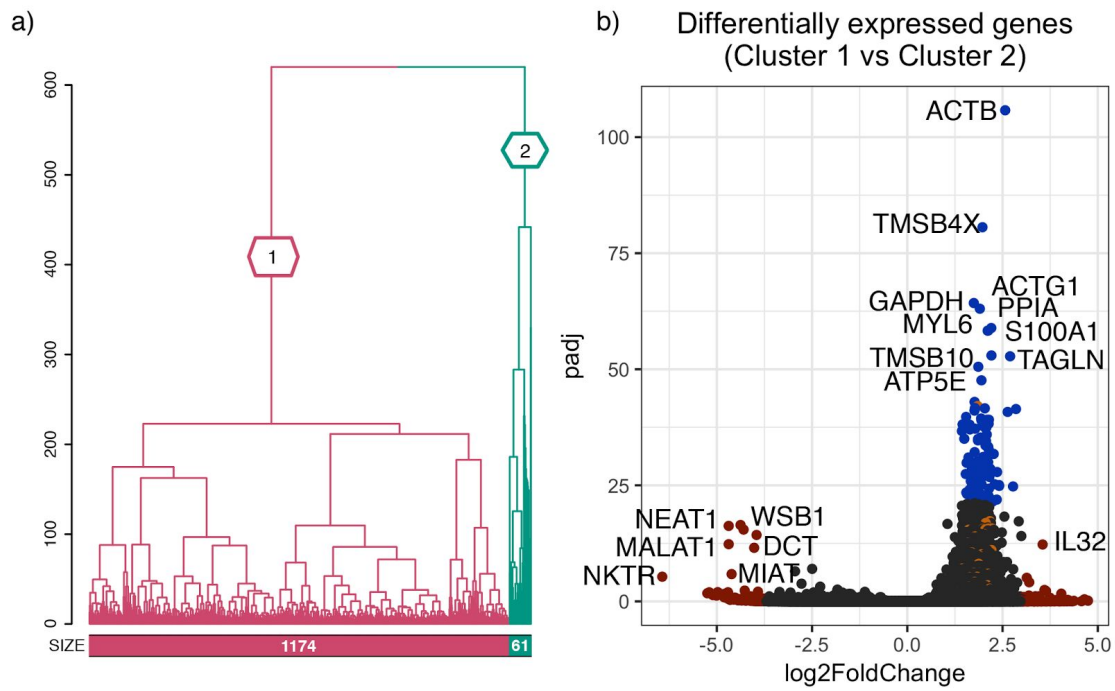 a)
600
500
400
300
200
100
0
2
1
SIZE
1174
61
b)
Differentially expressed genes
(Cluster 1 vs Cluster 2)
padj
100
75
50
25
0
ACTB
TMSB4X
ACTG1
GAPDH
PPIA
MYL6
S100A1
TMSB10
TAGLN
ATP5E
NEAT1
WSB1
MALAT1
DCT
IL32
NKTR
MIAT
-5.0
-2.5
0.0
2.5
5.0
log2FoldChange